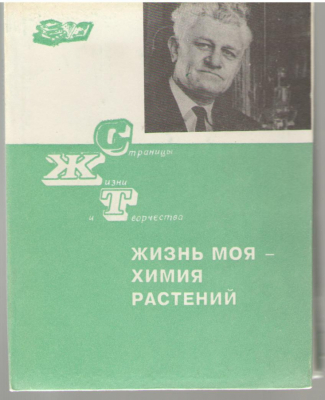 Страницы
Жизни
и Творчества
ЖИЗНЬ МОЯ –
ХИМИЯ
РАСТЕНИЙ